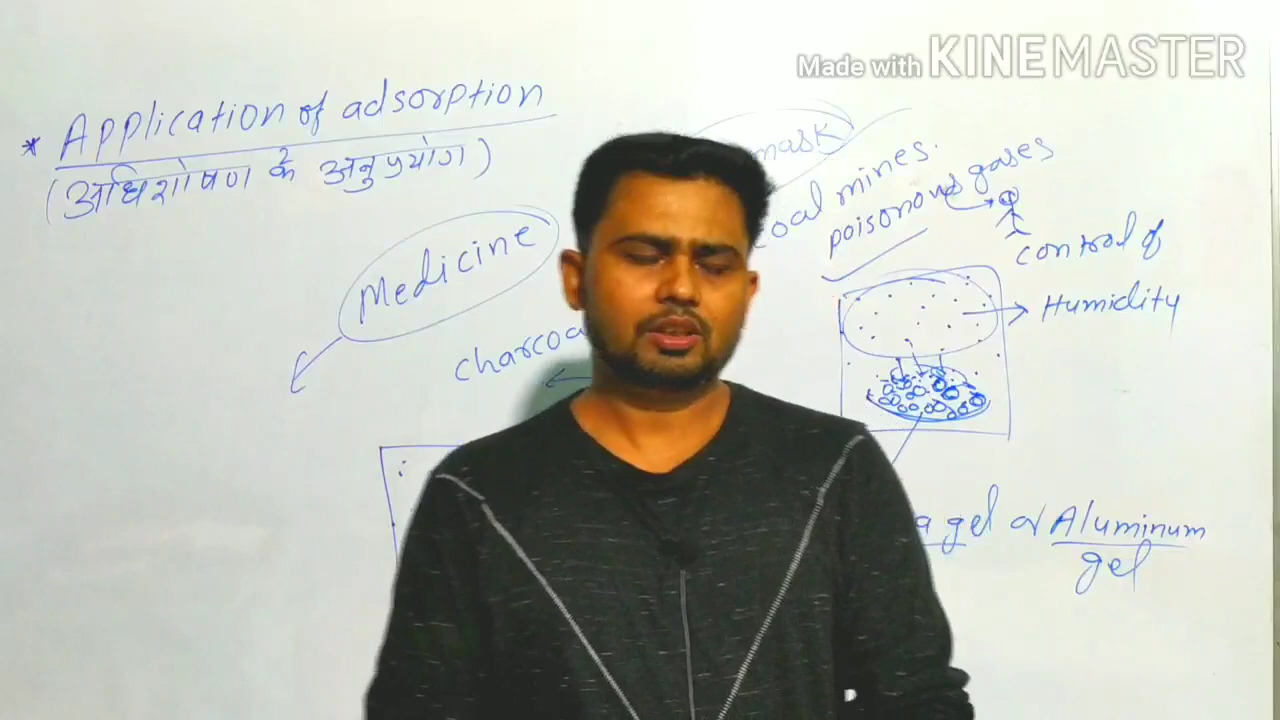 Made with KINEMASTER
* Application of adsorption
(अधिशोषण के अनुप्रयोग)
mask
coal mines.
poisonous gases
Medicine
control of
Humidity
charcoa
a gel or Aluminum
gel